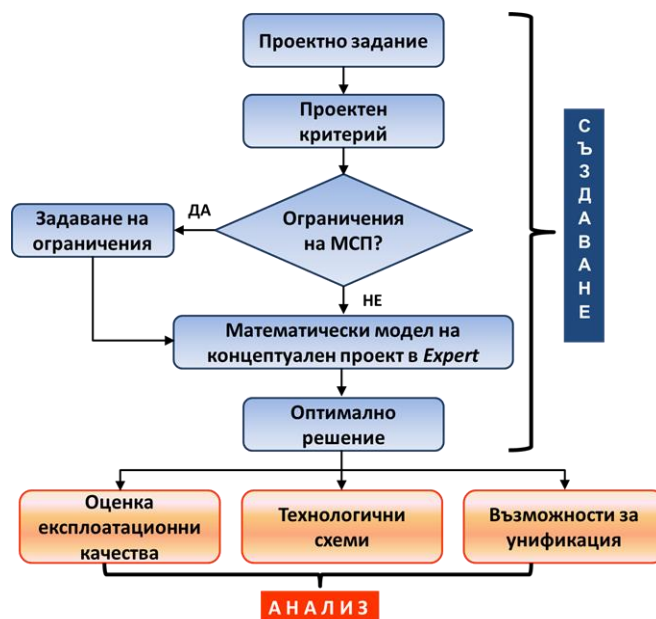 Проектно задание
Проектен
критерий
ДА
Ограничения
на МСП?
Задаване на
ограничения
НЕ
Математически модел на
концептуален проект в Expert
Оптимално
решение
СЪЗДАВАНЕ
Оценка
експлоатационни
качества
Технологични
схеми
Възможности за
унификация
АНАЛИЗ